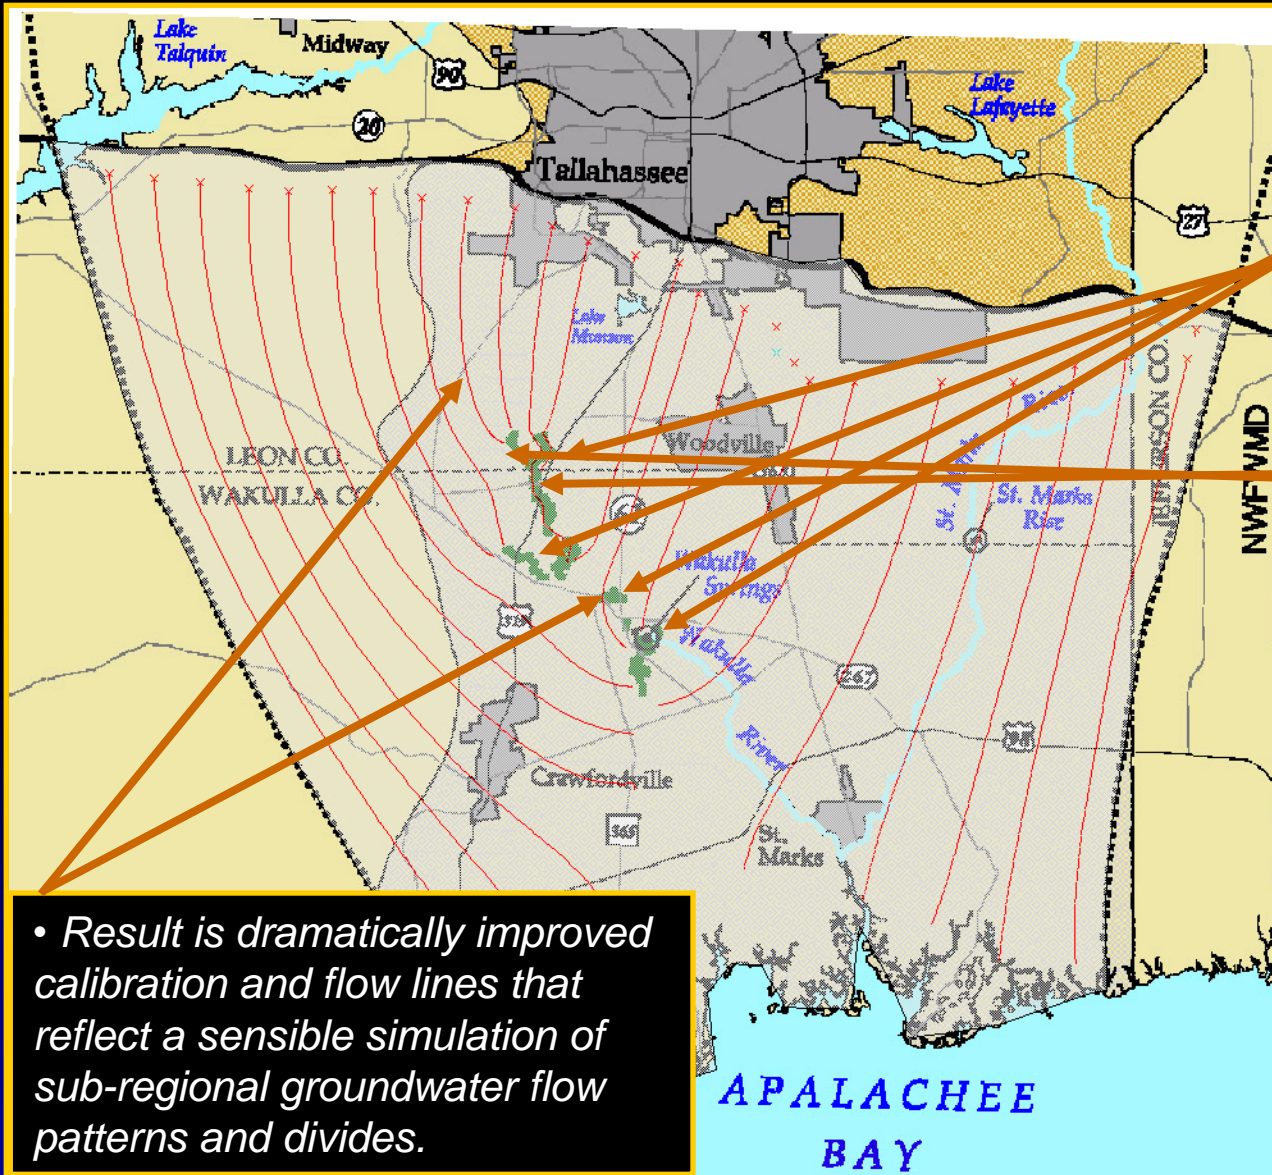 Lake
Talquin
Midway
90
20
Lake
Lafayette
Tallahassee
27
Lake
Munson
LEON CO.
WAKULLA CO.
Woodville
JEFFERSON CO.
NWFWMD
St. Marks
River
St. Marks
Rise
363
61
Wakulla
Springs
319
Wakulla
River
267
98
Crawfordville
365
St.
Marks
• Result is dramatically improved
calibration and flow lines that
reflect a sensible simulation of
sub-regional groundwater flow
patterns and divides.
APALACHEE
BAY